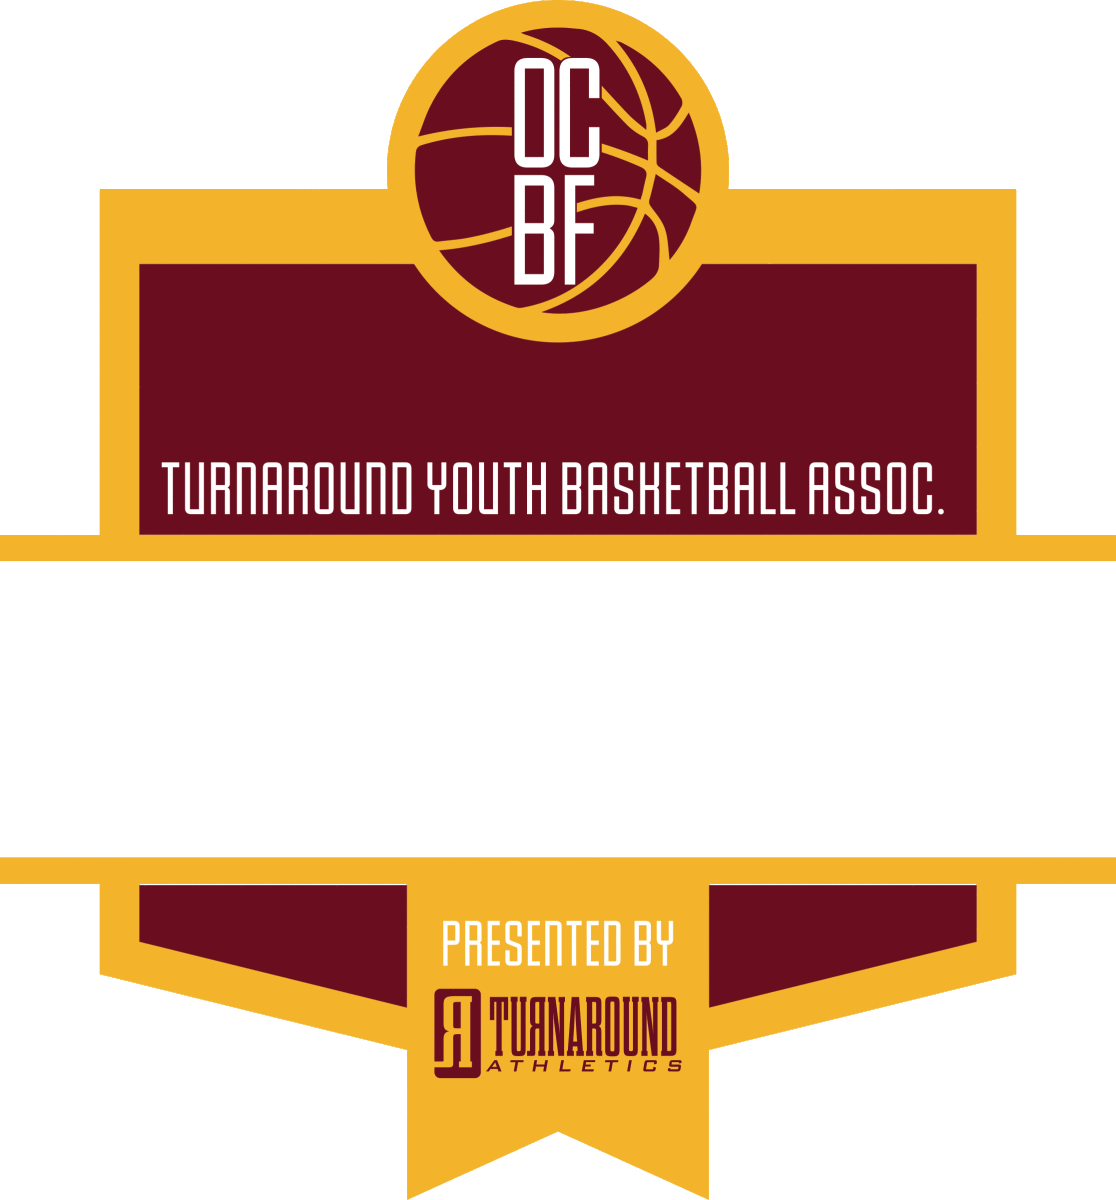 OC
BF
TURNAROUND YOUTH BASKETBALL ASSOC.
PRESENTED BY
TURNAROUND
ATHLETICS